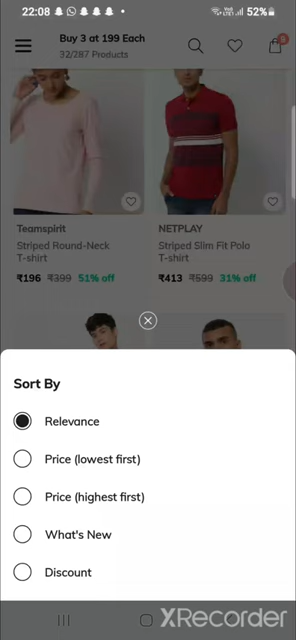 22:08
52%
Buy 3 at 199 Each
32/287 Products
9
Teamspirit
NETPLAY
Striped Round-Neck
T-shirt
Striped Slim Fit Polo
T-shirt
₹196 ₹399 51% off
₹413 ₹599 31% off
Sort By
Relevance
Price (lowest first)
Price (highest first)
What's New
Discount
XRecorder